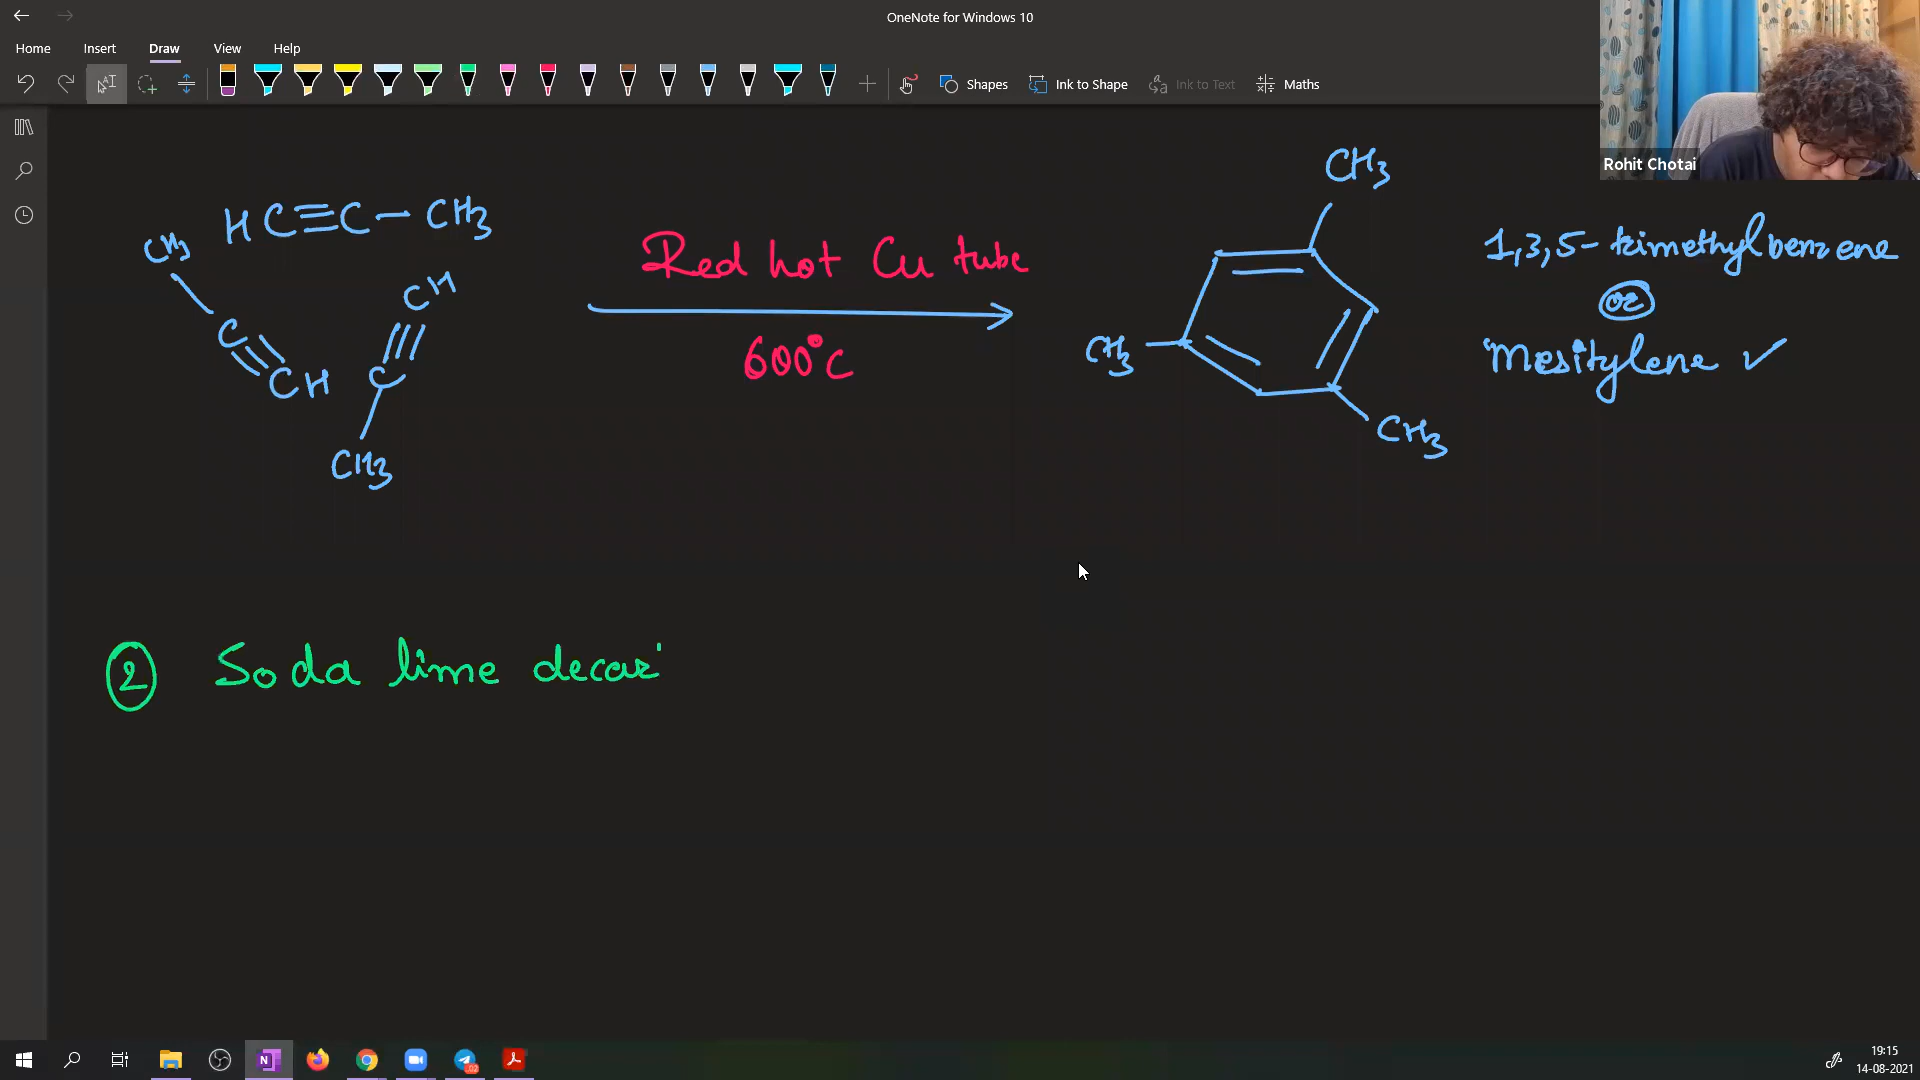 OneNote for Windows 10
Home Insert Draw View Help
Shapes Ink to Shape Ink to Text Maths
Rohit Chotai
HC≡C-CH3
CH3
C≡CH
CH
≡
C
CH3
Red hot Cu tube
600°C
CH3
CH3
CH3
1,3,5-trimethylbenzene
or
Mesitylene ✓
2 Soda lime decar
19:15
14-08-2021